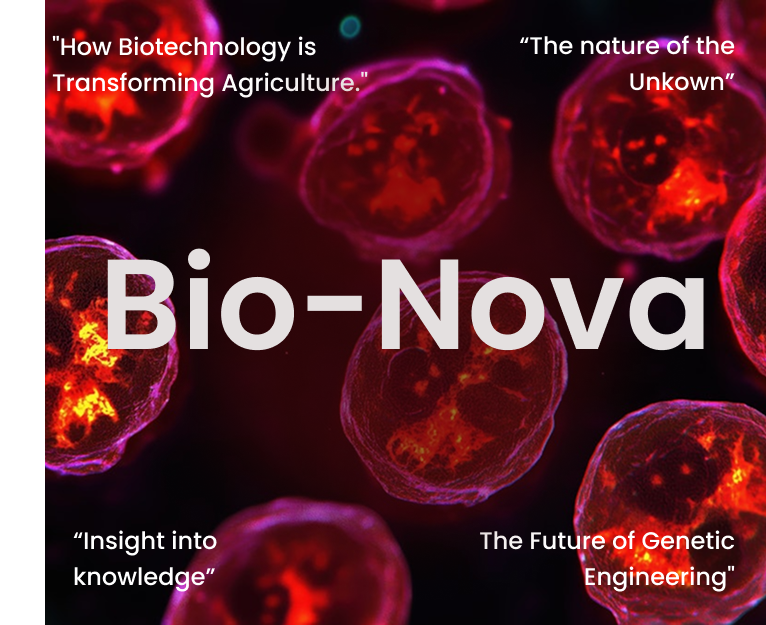 "How Biotechnology is
Transforming Agriculture."
“The nature of the
Unkown”
Bio-Nova
“Insight into
knowledge”
The Future of Genetic
Engineering"